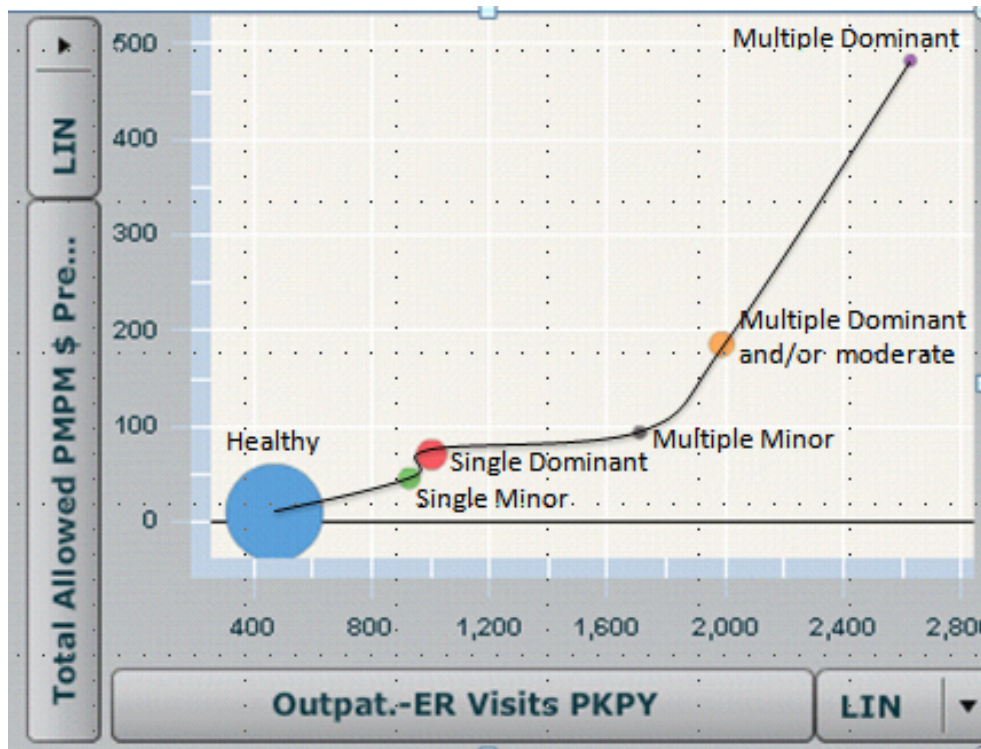 LIN
Total Allowed PMPM $ Pre...
500
400
300
200
100
0
Multiple Dominant
Multiple Dominant
and/or moderate
Healthy
Multiple Minor
Single Dominant
Single Minor
400 800 1,200 1,600 2,000 2,400 2,80
Outpat.-ER Visits PKPY
LIN